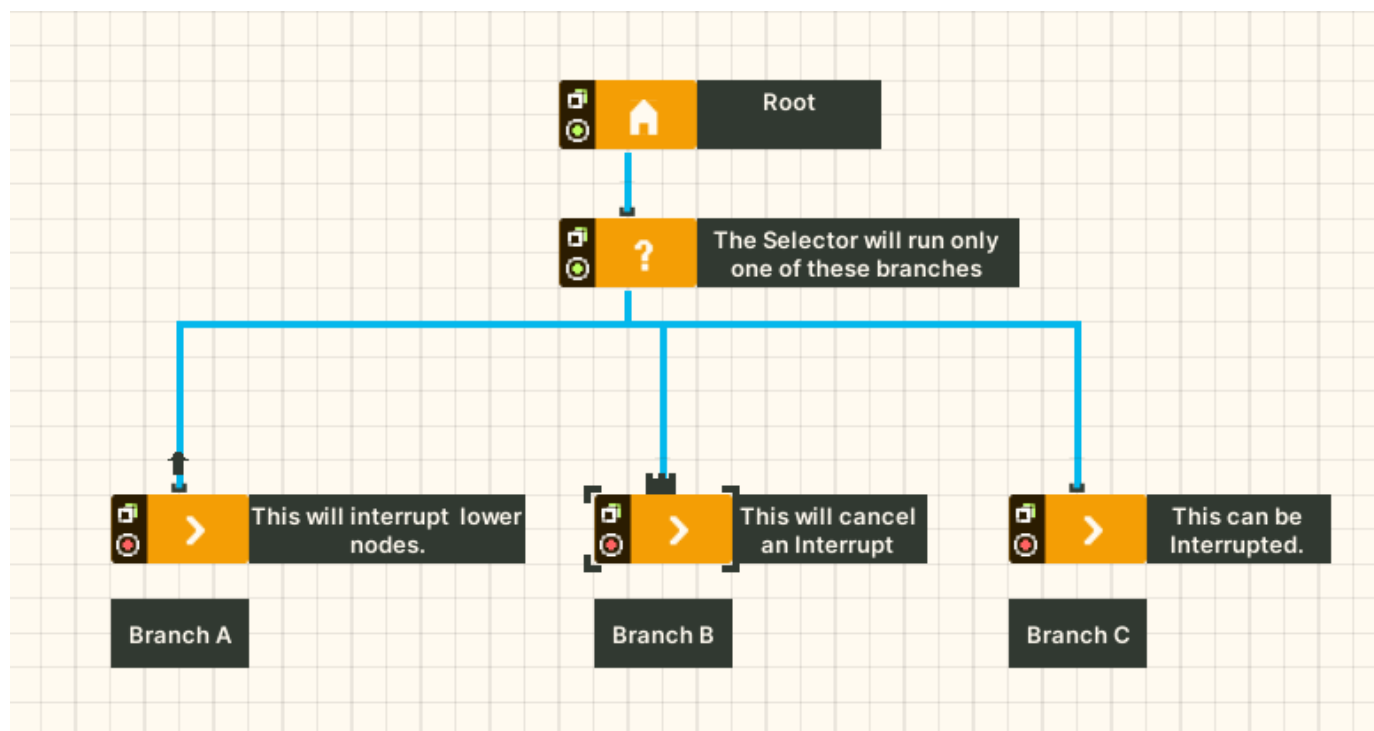 Root
?
The Selector will run only
one of these branches
This will interrupt lower
nodes.
This will cancel
an Interrupt
This can be
Interrupted.
Branch A
Branch B
Branch C